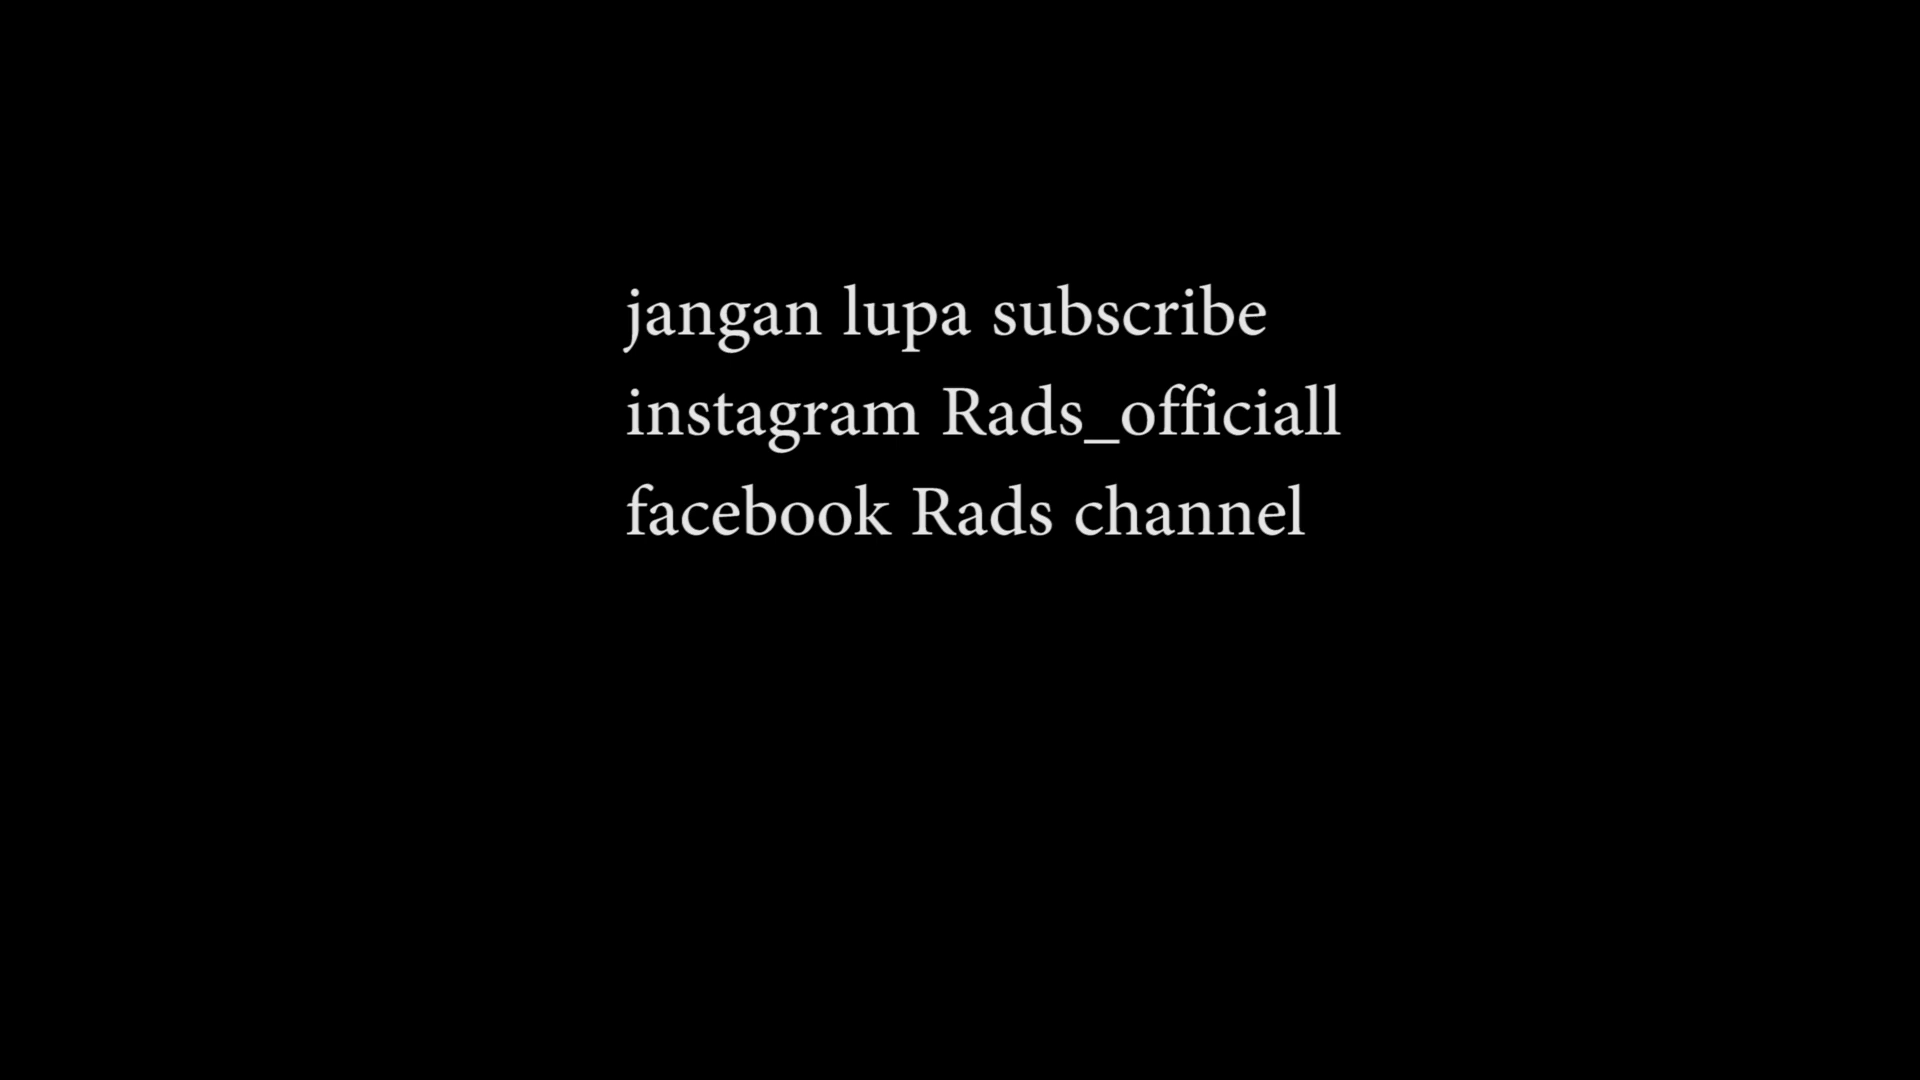 jangan lupa subscribe
instagram Rads_officiall
facebook Rads channel